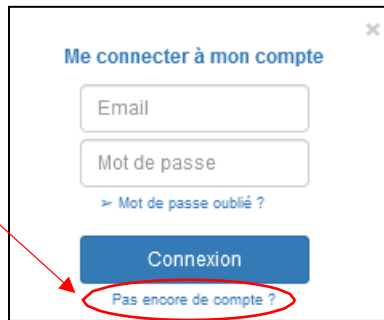 ×
Me connecter à mon compte
Email
Mot de passe
➢ Mot de passe oublié ?
Connexion
Pas encore de compte ?